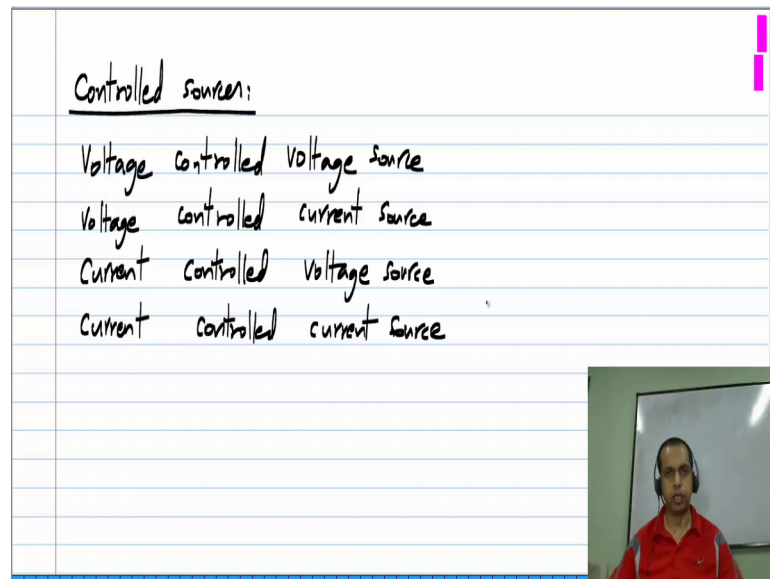 Controlled sources:
Voltage controlled voltage source
Voltage controlled current source
Current controlled voltage source
Current controlled current source